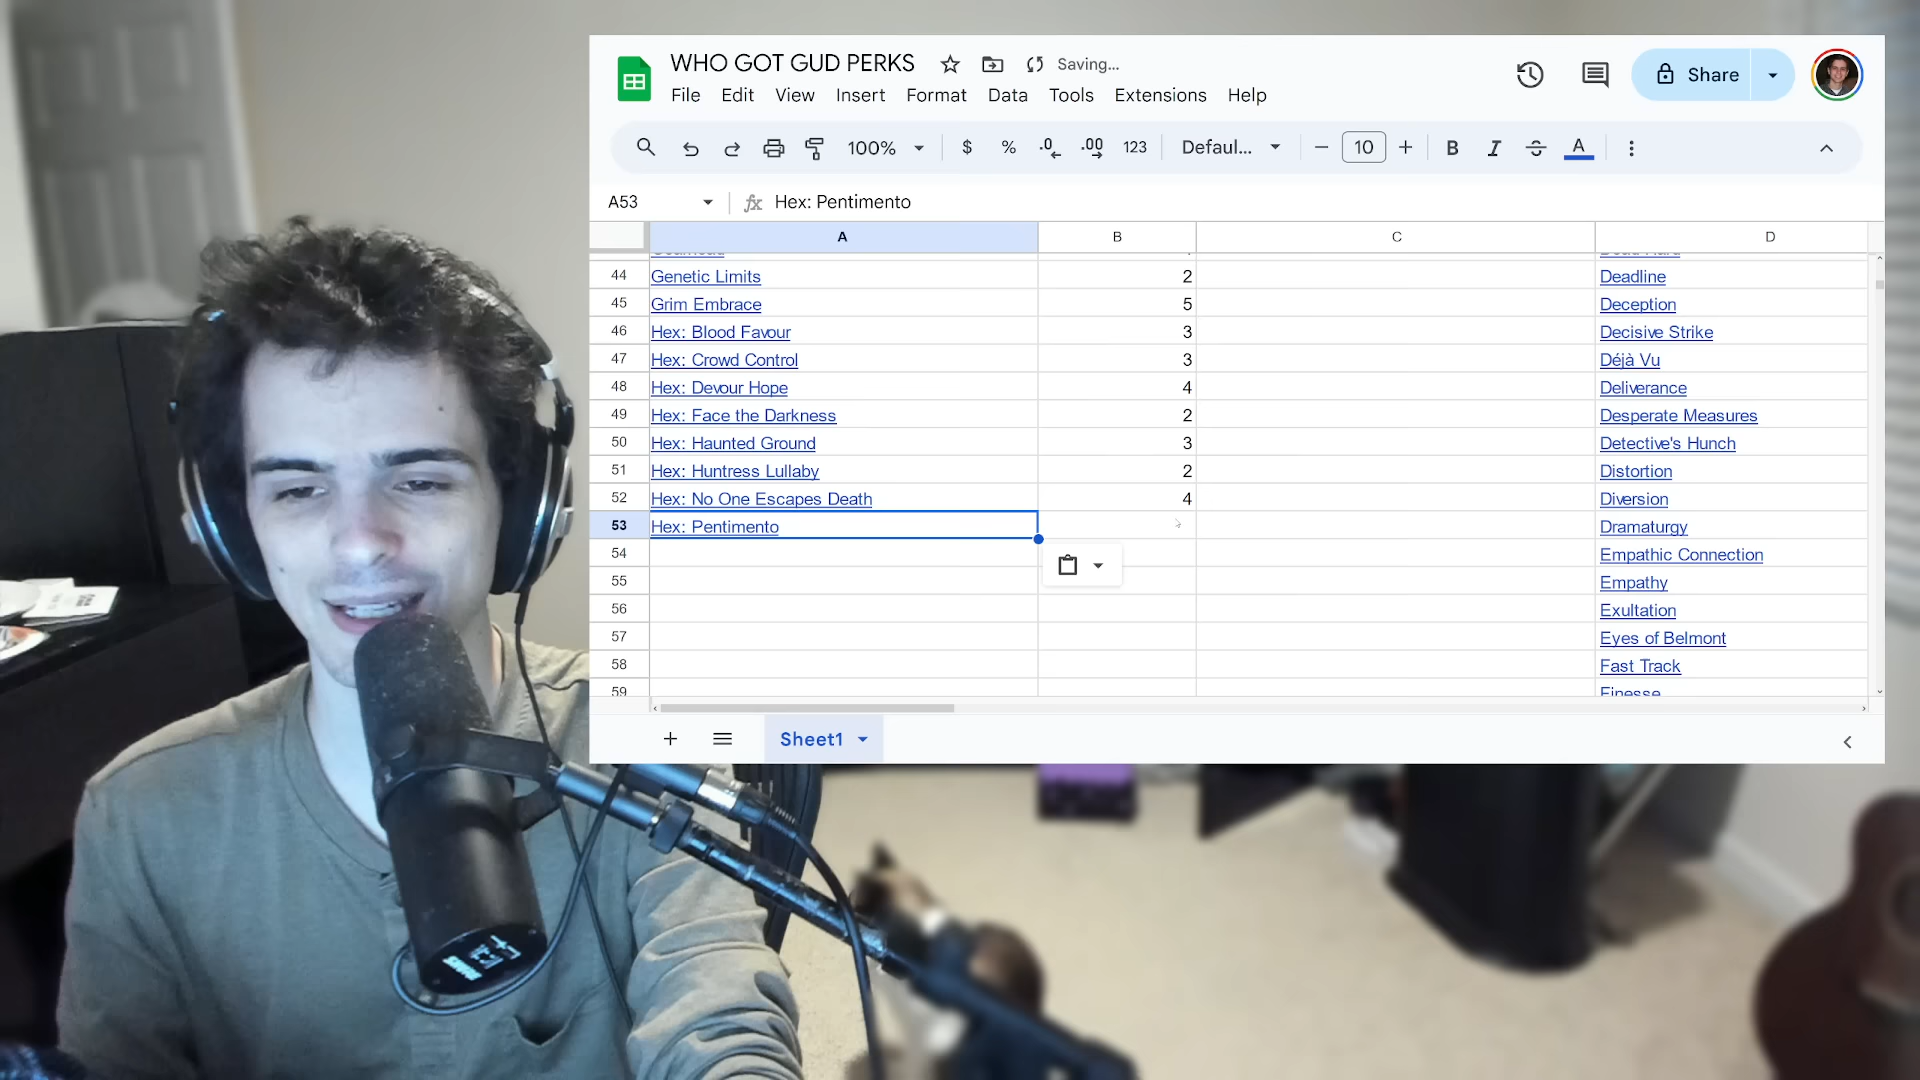 WHO GOT GUD PERKS Saving...
File Edit View Insert Format Data Tools Extensions Help
Share
100% $ % .0 .00 123 Defaul... 10 B I S A
A53 fx Hex: Pentimento
A B C D
44 Genetic Limits 2 Deadline
45 Grim Embrace 5 Deception
46 Hex: Blood Favour 3 Decisive Strike
47 Hex: Crowd Control 3 Déjà Vu
48 Hex: Devour Hope 4 Deliverance
49 Hex: Face the Darkness 2 Desperate Measures
50 Hex: Haunted Ground 3 Detective's Hunch
51 Hex: Huntress Lullaby 2 Distortion
52 Hex: No One Escapes Death 4 Diversion
53 Hex: Pentimento Dramaturgy
54 Empathic Connection
55 Empathy
56 Exultation
57 Eyes of Belmont
58 Fast Track
59 Finesse
Sheet1